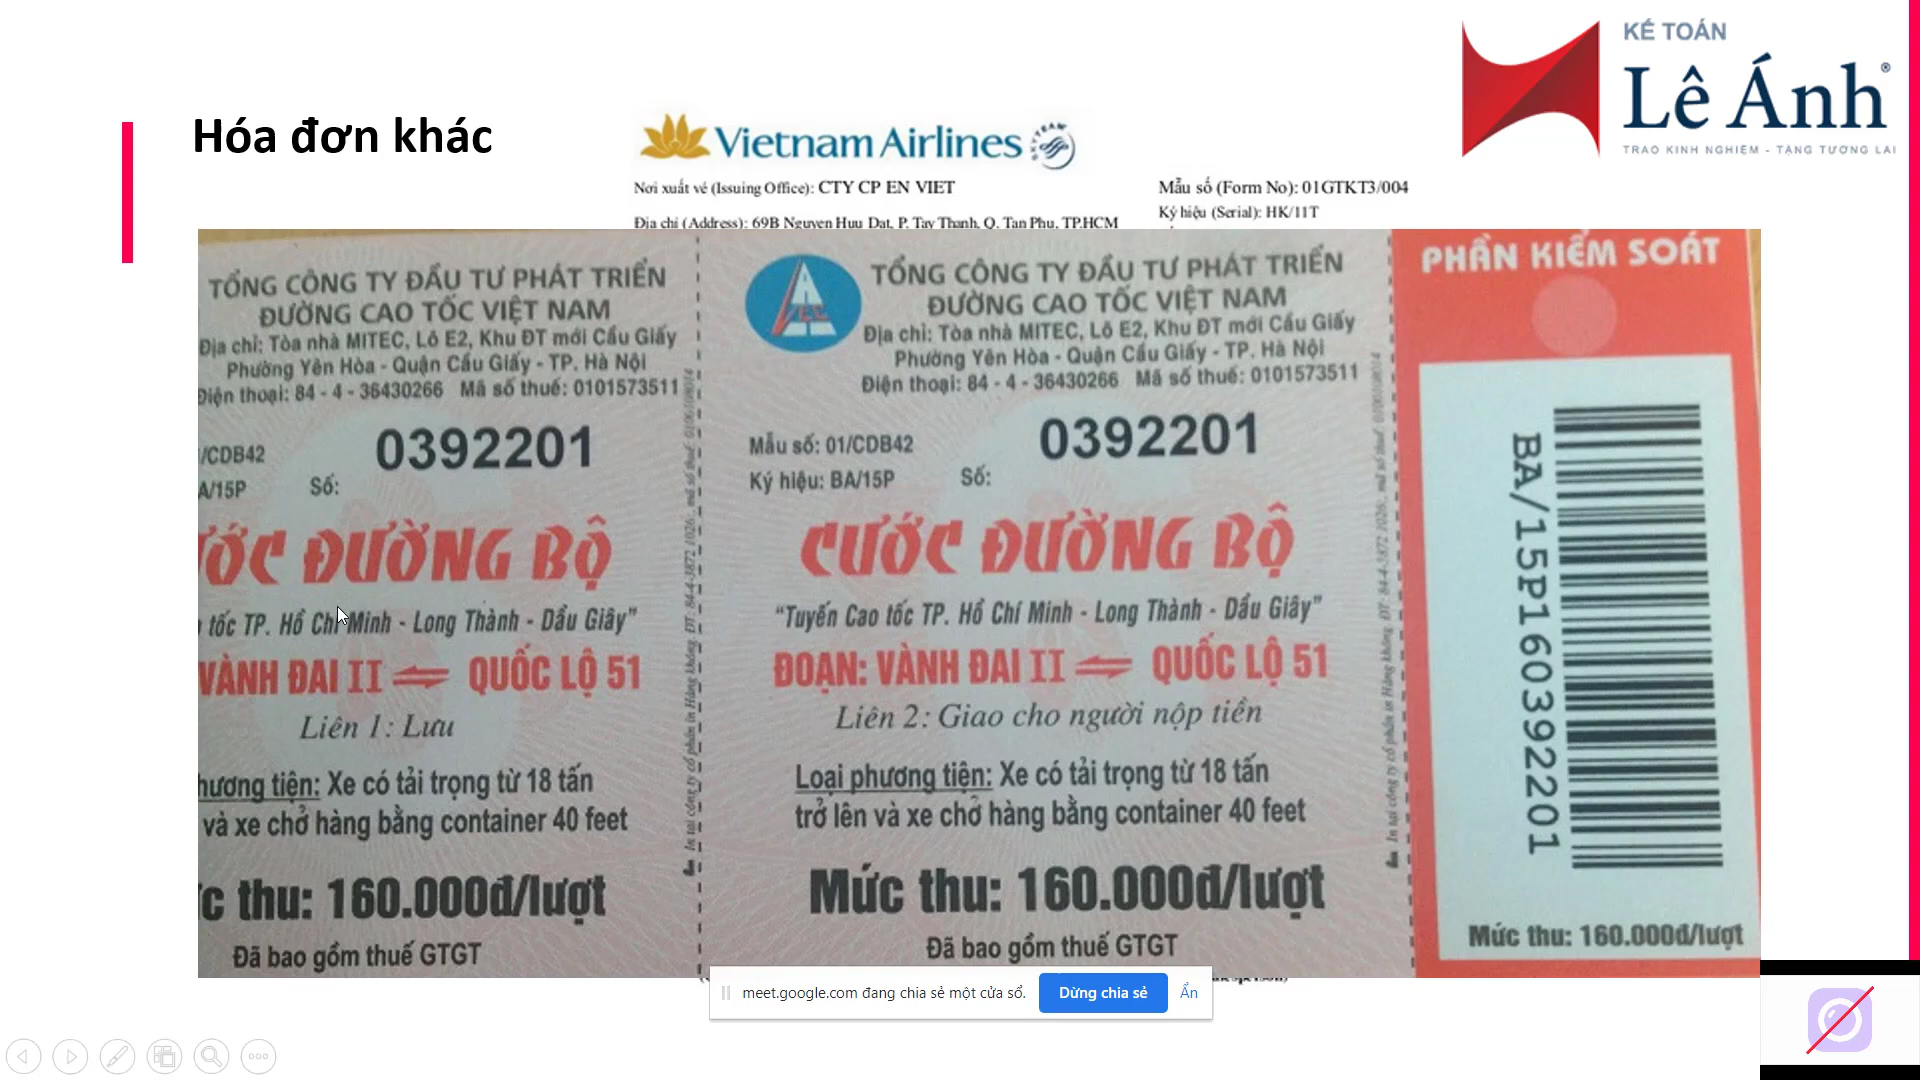 KẾ TOÁN
Lê Ánh®
TRAO KINH NGHIỆM - TẶNG TƯƠNG LAI
Hóa đơn khác
Vietnam Airlines
SKYTEAM
Nơi xuất vé (Issuing Office): CTY CP EN VIET
Mẫu số (Form No): 01GTKT3/004
Ký hiệu (Serial): HK/11T
Địa chỉ (Address): 69B Nguyen Huu Dat, P. Tay Thanh, Q. Tan Phu, TP.HCM
TỔNG CÔNG TY ĐẦU TƯ PHÁT TRIỂN
ĐƯỜNG CAO TỐC VIỆT NAM
Địa chỉ: Tòa nhà MITEC, Lô E2, Khu ĐT mới Cầu Giấy
Phường Yên Hòa - Quận Cầu Giấy - TP. Hà Nội
Điện thoại: 84 - 4 - 36430266 Mã số thuế: 0101573511
/CDB42
0392201
A/15P
Số:
ƯỚC ĐƯỜNG BỘ
tốc TP. Hồ Chí Minh - Long Thành - Dầu Giây”
VÀNH ĐAI II ⇌ QUỐC LỘ 51
Liên 1: Lưu
hương tiện: Xe có tải trọng từ 18 tấn
và xe chở hàng bằng container 40 feet
c thu: 160.000đ/lượt
Đã bao gồm thuế GTGT
TỔNG CÔNG TY ĐẦU TƯ PHÁT TRIỂN
ĐƯỜNG CAO TỐC VIỆT NAM
Địa chỉ: Tòa nhà MITEC, Lô E2, Khu ĐT mới Cầu Giấy
Phường Yên Hòa - Quận Cầu Giấy - TP. Hà Nội
Điện thoại: 84 - 4 - 36430266 Mã số thuế: 0101573511
Mẫu số: 01/CDB42
0392201
Ký hiệu: BA/15P
Số:
CƯỚC ĐƯỜNG BỘ
“Tuyến Cao tốc TP. Hồ Chí Minh - Long Thành - Dầu Giây”
ĐOẠN: VÀNH ĐAI II ⇌ QUỐC LỘ 51
Liên 2: Giao cho người nộp tiền
Loại phương tiện: Xe có tải trọng từ 18 tấn
trở lên và xe chở hàng bằng container 40 feet
Mức thu: 160.000đ/lượt
Đã bao gồm thuế GTGT
PHẦN KIỂM SOÁT
BA/15P160392201
Mức thu: 160.000đ/lượt
meet.google.com đang chia sẻ một cửa sổ.
Dừng chia sẻ
Ẩn